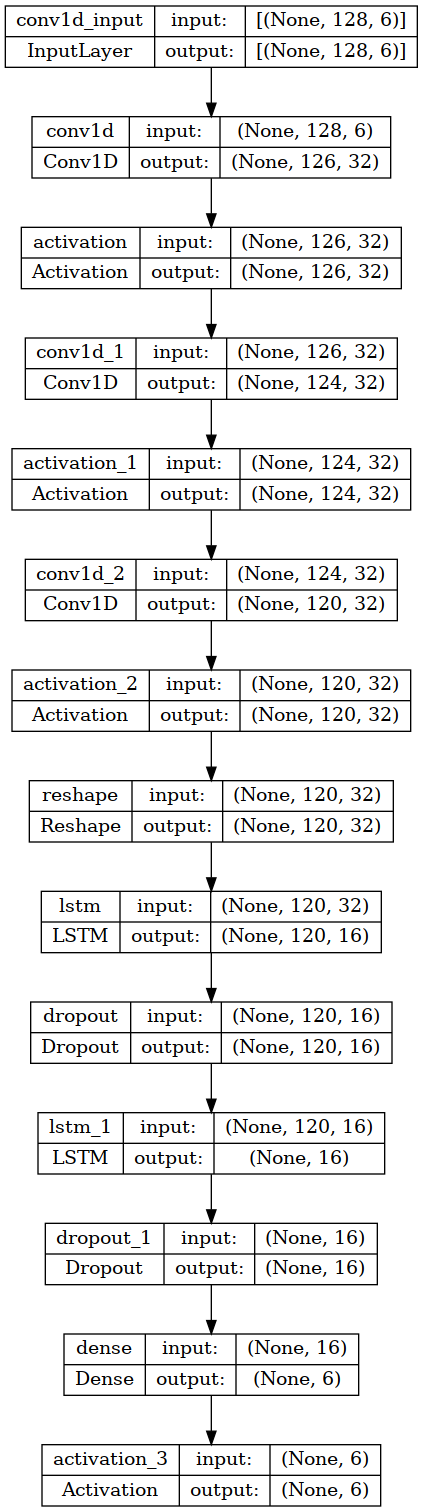 conv1d_input input: [(None, 128, 6)]
InputLayer output: [(None, 128, 6)]
conv1d input: (None, 128, 6)
Conv1D output: (None, 126, 32)
activation input: (None, 126, 32)
Activation output: (None, 126, 32)
conv1d_1 input: (None, 126, 32)
Conv1D output: (None, 124, 32)
activation_1 input: (None, 124, 32)
Activation output: (None, 124, 32)
conv1d_2 input: (None, 124, 32)
Conv1D output: (None, 120, 32)
activation_2 input: (None, 120, 32)
Activation output: (None, 120, 32)
reshape input: (None, 120, 32)
Reshape output: (None, 120, 32)
lstm input: (None, 120, 32)
LSTM output: (None, 120, 16)
dropout input: (None, 120, 16)
Dropout output: (None, 120, 16)
lstm_1 input: (None, 120, 16)
LSTM output: (None, 16)
dropout_1 input: (None, 16)
Dropout output: (None, 16)
dense input: (None, 16)
Dense output: (None, 6)
activation_3 input: (None, 6)
Activation output: (None, 6)